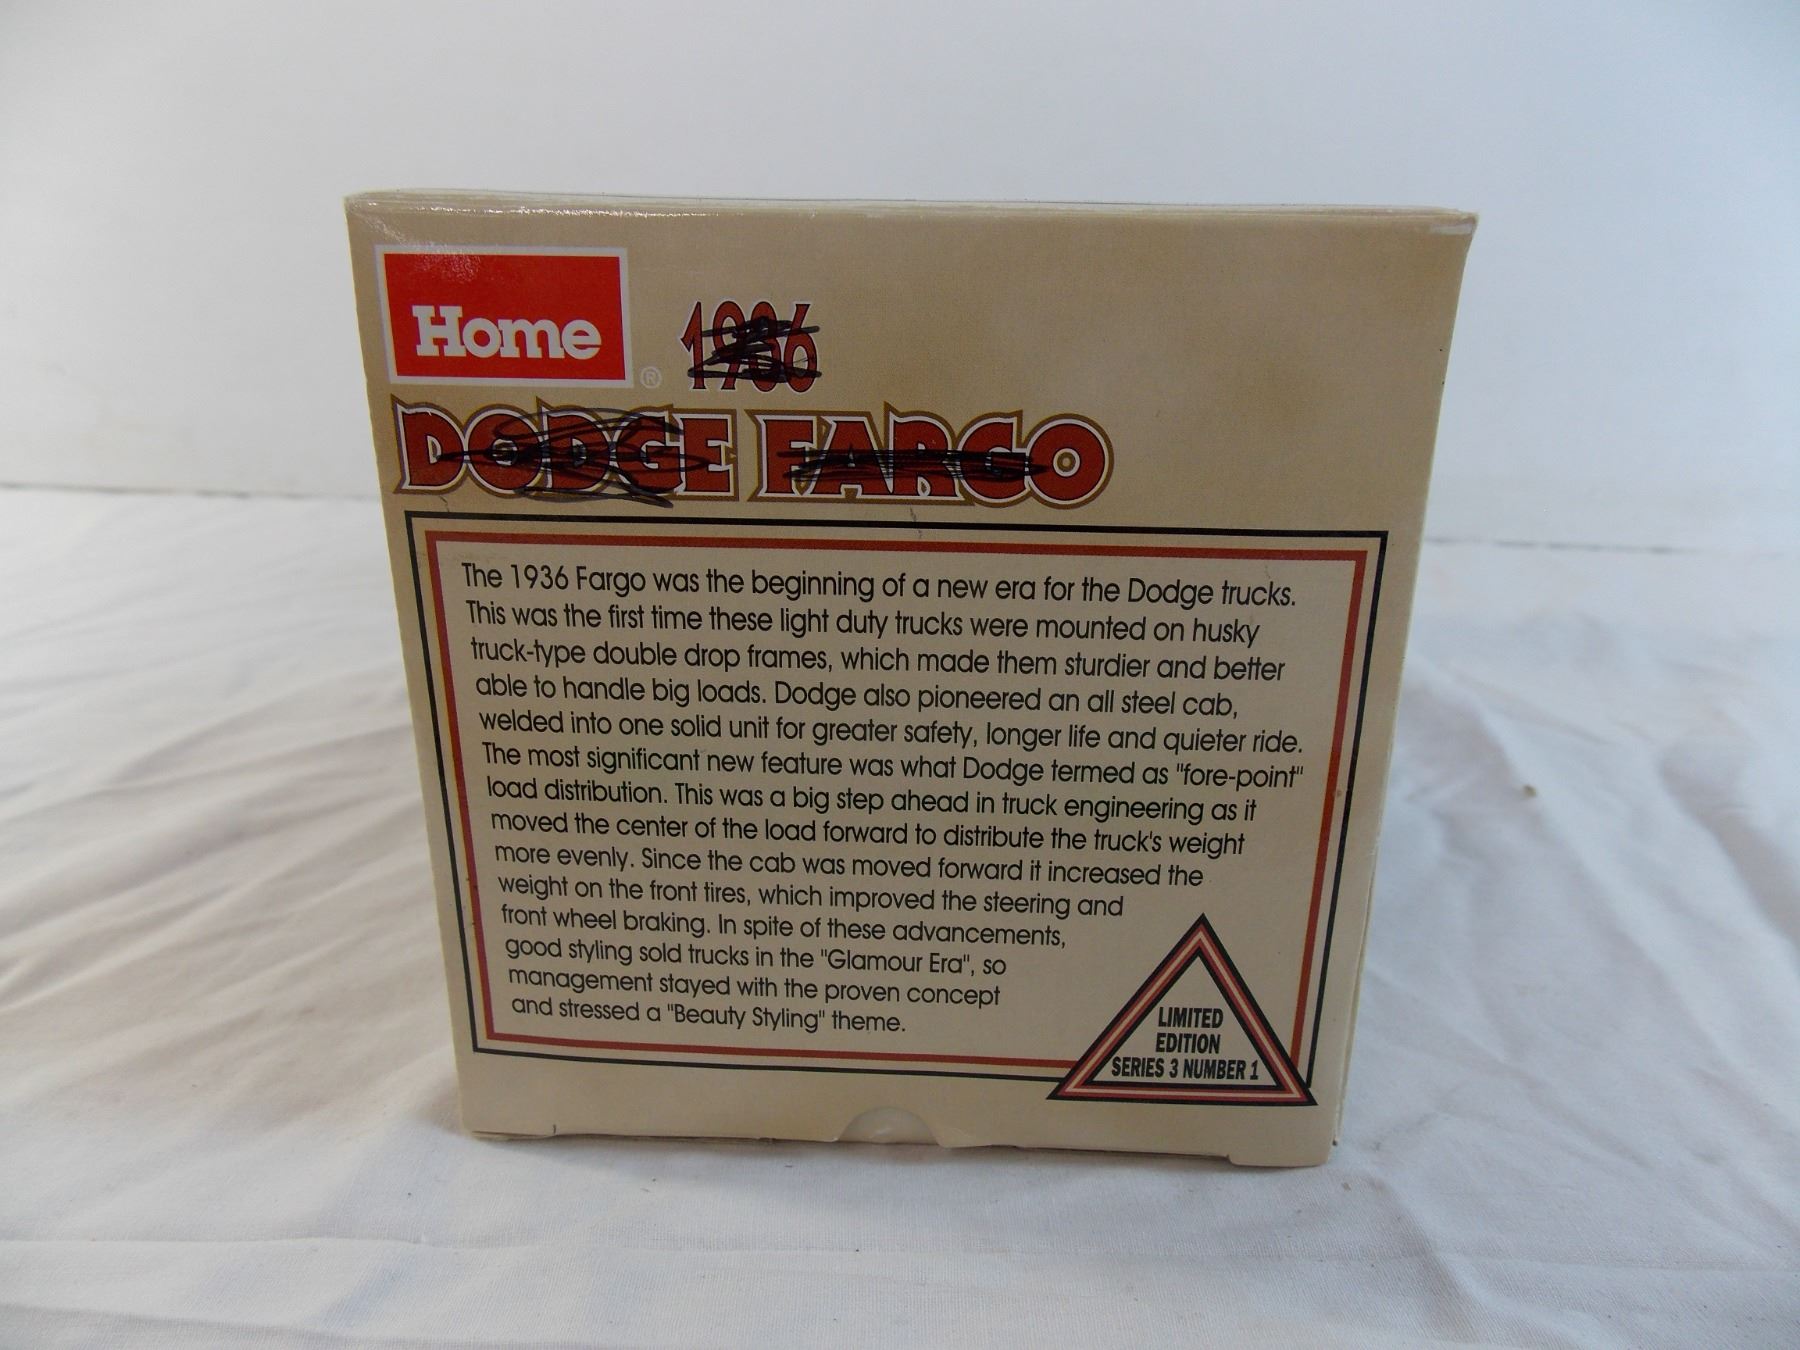 Home ®
1936
DODGE FARGO
The 1936 Fargo was the beginning of a new era for the Dodge trucks.
This was the first time these light duty trucks were mounted on husky
truck-type double drop frames, which made them sturdier and better
able to handle big loads. Dodge also pioneered an all steel cab,
welded into one solid unit for greater safety, longer life and quieter ride.
The most significant new feature was what Dodge termed as "fore-point"
load distribution. This was a big step ahead in truck engineering as it
moved the center of the load forward to distribute the truck's weight
more evenly. Since the cab was moved forward it increased the
weight on the front tires, which improved the steering and
front wheel braking. In spite of these advancements,
good styling sold trucks in the "Glamour Era", so
management stayed with the proven concept
and stressed a "Beauty Styling" theme.
LIMITED
EDITION
SERIES 3 NUMBER 1